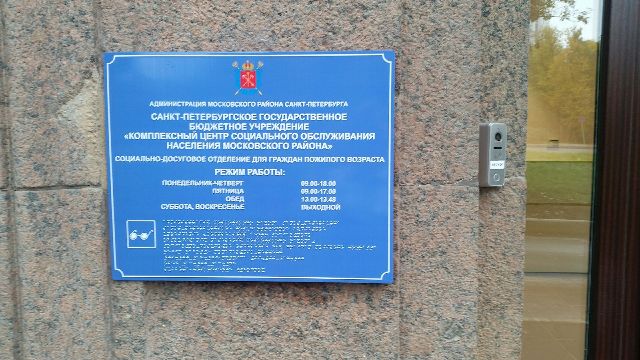 АДМИНИСТРАЦИЯ МОСКОВСКОГО РАЙОНА САНКТ-ПЕТЕРБУРГА
САНКТ-ПЕТЕРБУРГСКОЕ ГОСУДАРСТВЕННОЕ
БЮДЖЕТНОЕ УЧРЕЖДЕНИЕ
«КОМПЛЕКСНЫЙ ЦЕНТР СОЦИАЛЬНОГО ОБСЛУЖИВАНИЯ
НАСЕЛЕНИЯ МОСКОВСКОГО РАЙОНА»
СОЦИАЛЬНО-ДОСУГОВОЕ ОТДЕЛЕНИЕ ДЛЯ ГРАЖДАН ПОЖИЛОГО ВОЗРАСТА
РЕЖИМ РАБОТЫ:
ПОНЕДЕЛЬНИК-ЧЕТВЕРГ 09.00-18.00
ПЯТНИЦА 09.00-17.00
ОБЕД 13.00-13.48
СУББОТА, ВОСКРЕСЕНЬЕ ВЫХОДНОЙ